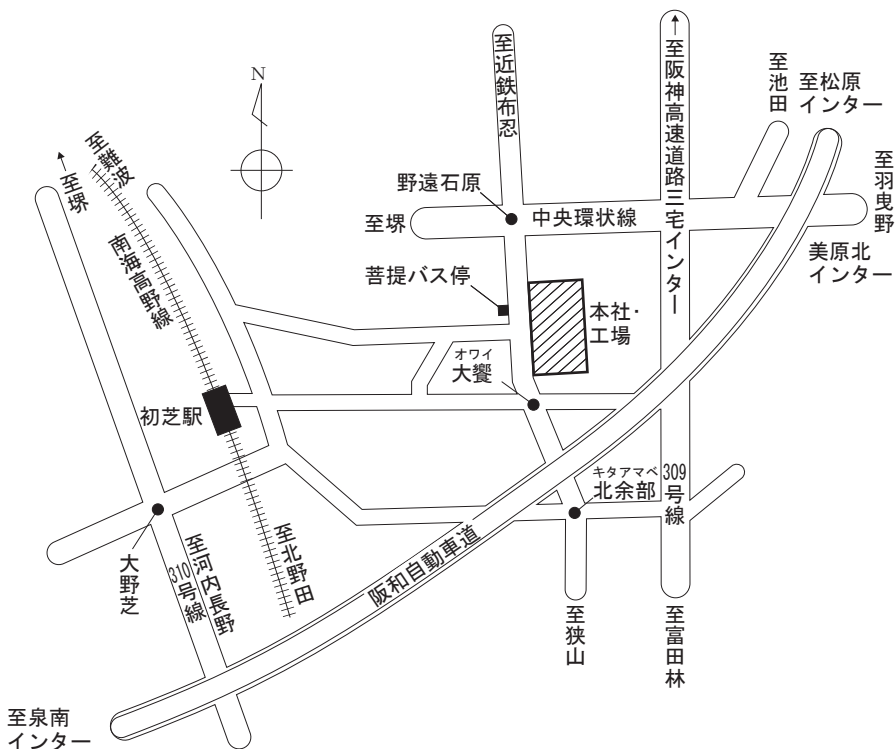 N
至近鉄布忍
↑至阪神高速道路三宅インター
至池田
至松原
インター
至羽曳野
至堺
至難波
野遠石原
至堺
中央環状線
美原北
インター
南海高野線
菩提バス停
本社・
工場
オワイ
大饗
初芝駅
キタアマベ
北余部
309
号線
大野芝
310
号線
至河内長野
至北野田
阪和自動車道
至狭山
至富田林
至泉南
インター